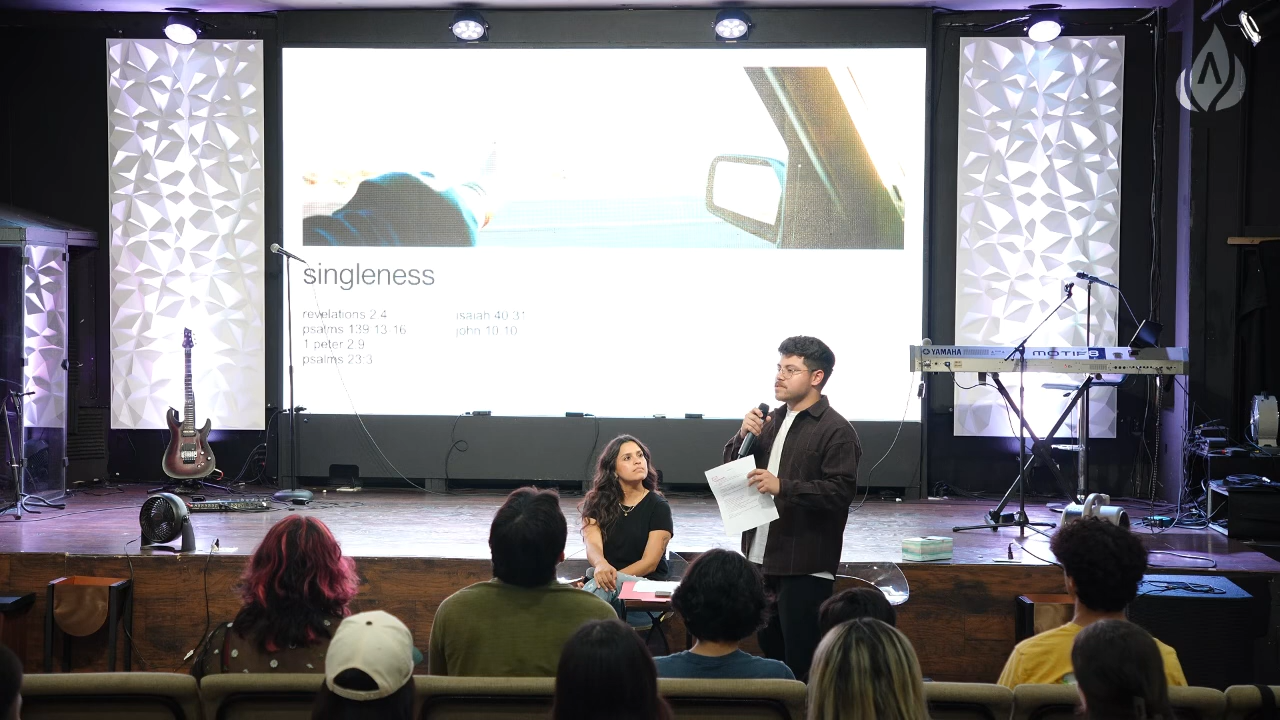 singleness
revelations 2:4
psalms 139:13-16
1 peter 2:9
psalms 23:3
isaiah 40:31
john 10:10
YAMAHA
MOTIF